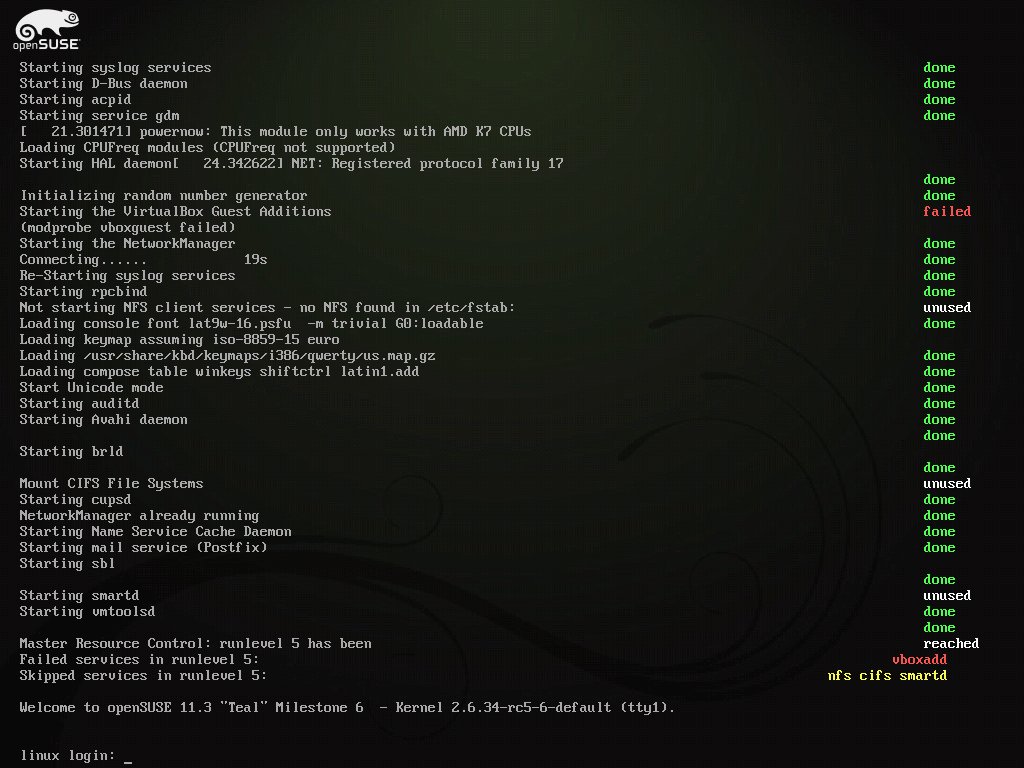 openSUSE
Starting syslog services done
Starting D-Bus daemon done
Starting acpid done
Starting service gdm done
[   21.301471] powernow: This module only works with AMD K7 CPUs
Loading CPUFreq modules (CPUFreq not supported)
Starting HAL daemon[   24.342622] NET: Registered protocol family 17
done
Initializing random number generator done
Starting the VirtualBox Guest Additions failed
(modprobe vboxguest failed)
Starting the NetworkManager done
Connecting...... 19s done
Re-Starting syslog services done
Starting rpcbind done
Not starting NFS client services - no NFS found in /etc/fstab: unused
Loading console font lat9w-16.psfu  -m trivial G0:loadable done
Loading keymap assuming iso-8859-15 euro
Loading /usr/share/kbd/keymaps/i386/qwerty/us.map.gz done
Loading compose table winkeys shiftctrl latin1.add done
Start Unicode mode done
Starting auditd done
Starting Avahi daemon done
done
Starting brld
done
Mount CIFS File Systems unused
Starting cupsd done
NetworkManager already running done
Starting Name Service Cache Daemon done
Starting mail service (Postfix) done
Starting sbl
done
Starting smartd unused
Starting vmtoolsd done
done
Master Resource Control: runlevel 5 has been reached
Failed services in runlevel 5: vboxadd
Skipped services in runlevel 5: nfs cifs smartd
Welcome to openSUSE 11.3 "Teal" Milestone 6  - Kernel 2.6.34-rc5-6-default (tty1).
linux login: _